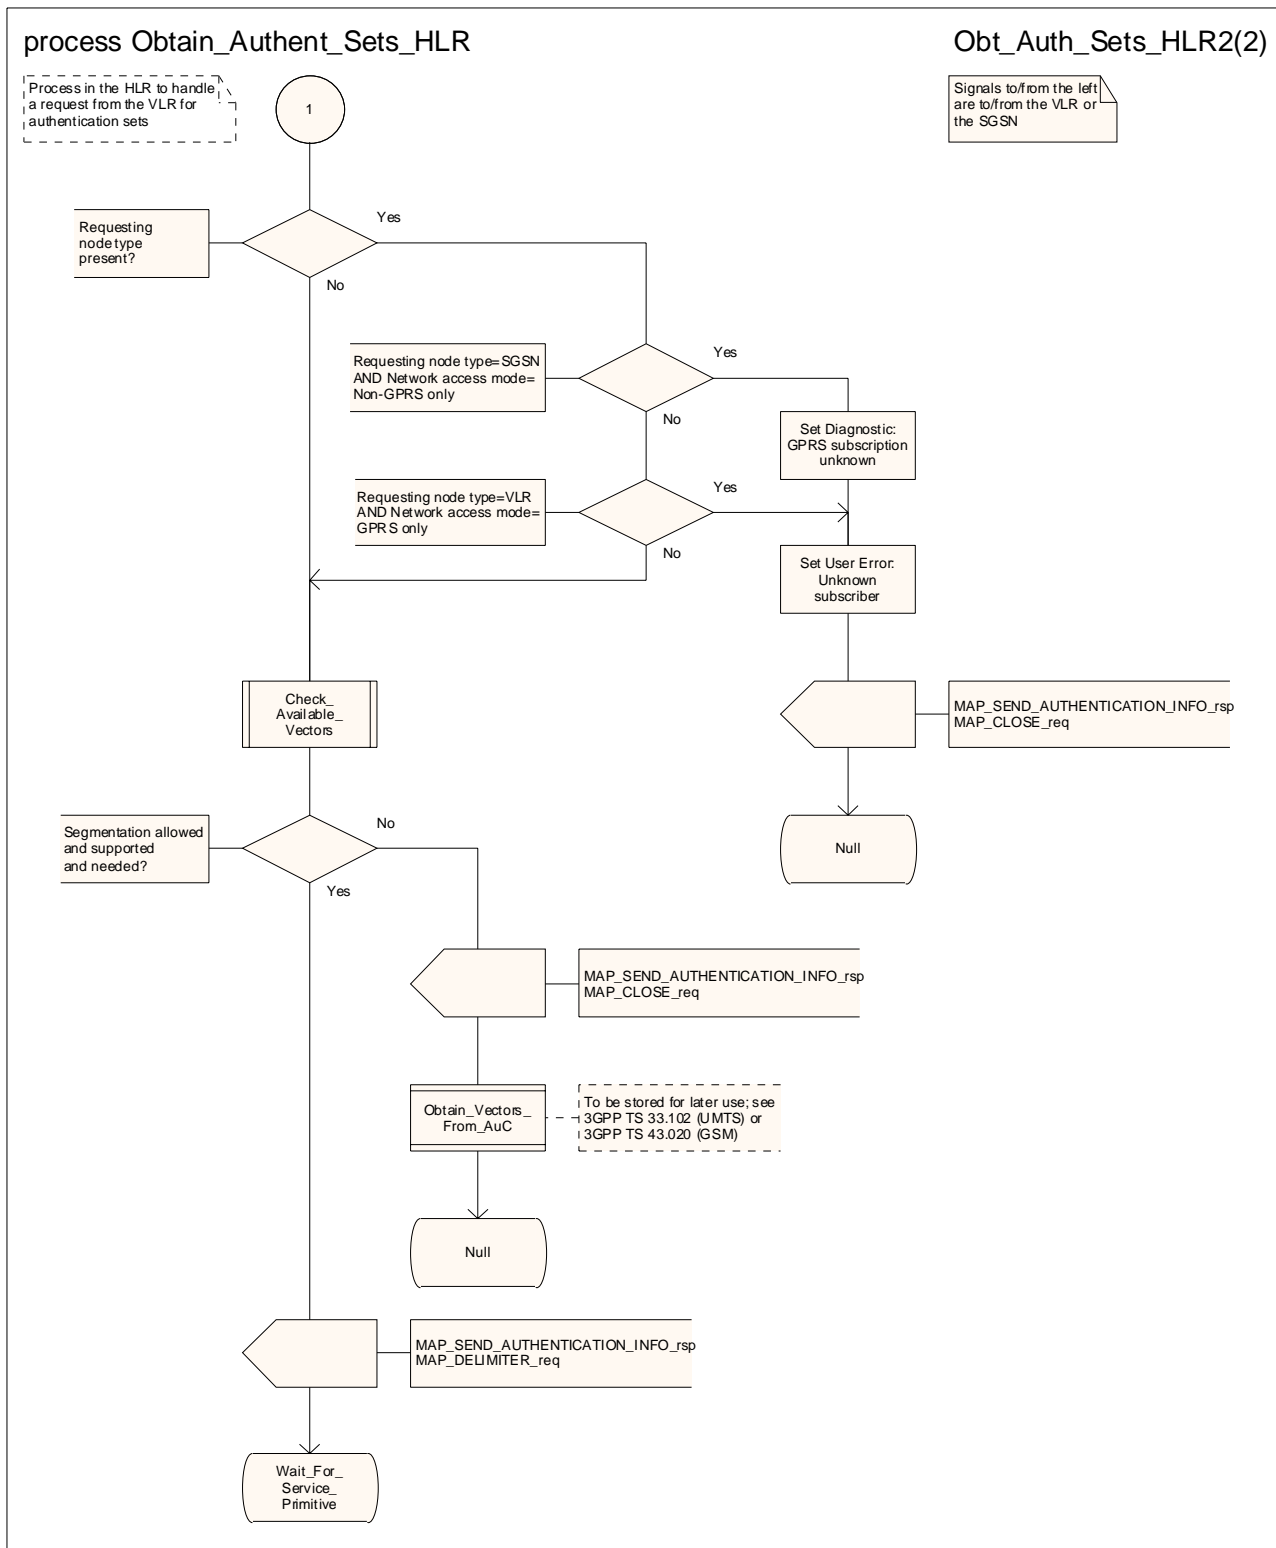 process Obtain_Authent_Sets_HLR
Obt_Auth_Sets_HLR2(2)
Process in the HLR to handle
a request from the VLR for
authentication sets
1
Signals to/from the left
are to/from the VLR or
the SGSN
Requesting
node type
present?
Yes
No
Requesting node type=SGSN
AND Network access mode=
Non-GPRS only
Yes
No
Set Diagnostic:
GPRS subscription
unknown
Requesting node type=VLR
AND Network access mode=
GPRS only
Yes
No
Set User Error:
Unknown
subscriber
Check_
Available_
Vectors
MAP_SEND_AUTHENTICATION_INFO_rsp
MAP_CLOSE_req
Segmentation allowed
and supported
and needed?
No
Yes
Null
MAP_SEND_AUTHENTICATION_INFO_rsp
MAP_CLOSE_req
Obtain_Vectors_
From_AuC
To be stored for later use; see
3GPP TS 33.102 (UMTS) or
3GPP TS 43.020 (GSM)
Null
MAP_SEND_AUTHENTICATION_INFO_rsp
MAP_DELIMITER_req
Wait_For_
Service_
Primitive